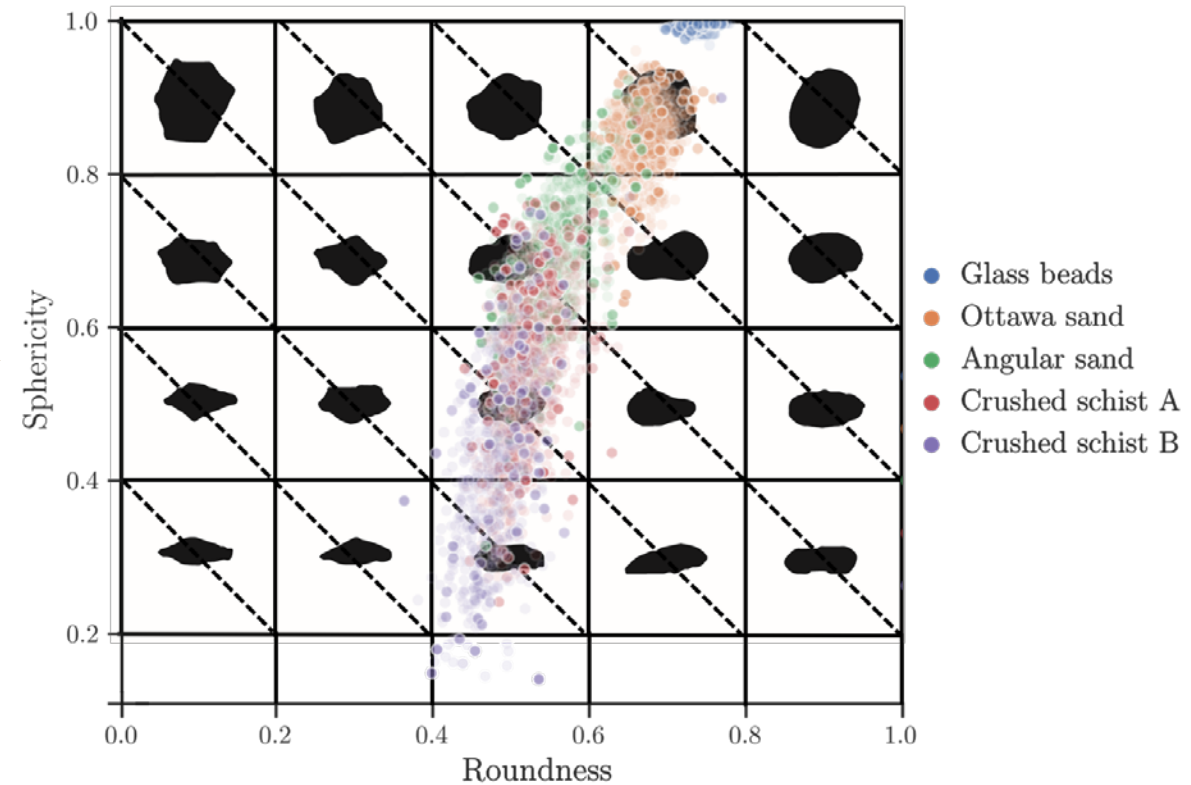 1.0
0.8
0.6
0.4
0.2
Sphericity
0.0 0.2 0.4 0.6 0.8 1.0
Roundness
Glass beads
Ottawa sand
Angular sand
Crushed schist A
Crushed schist B